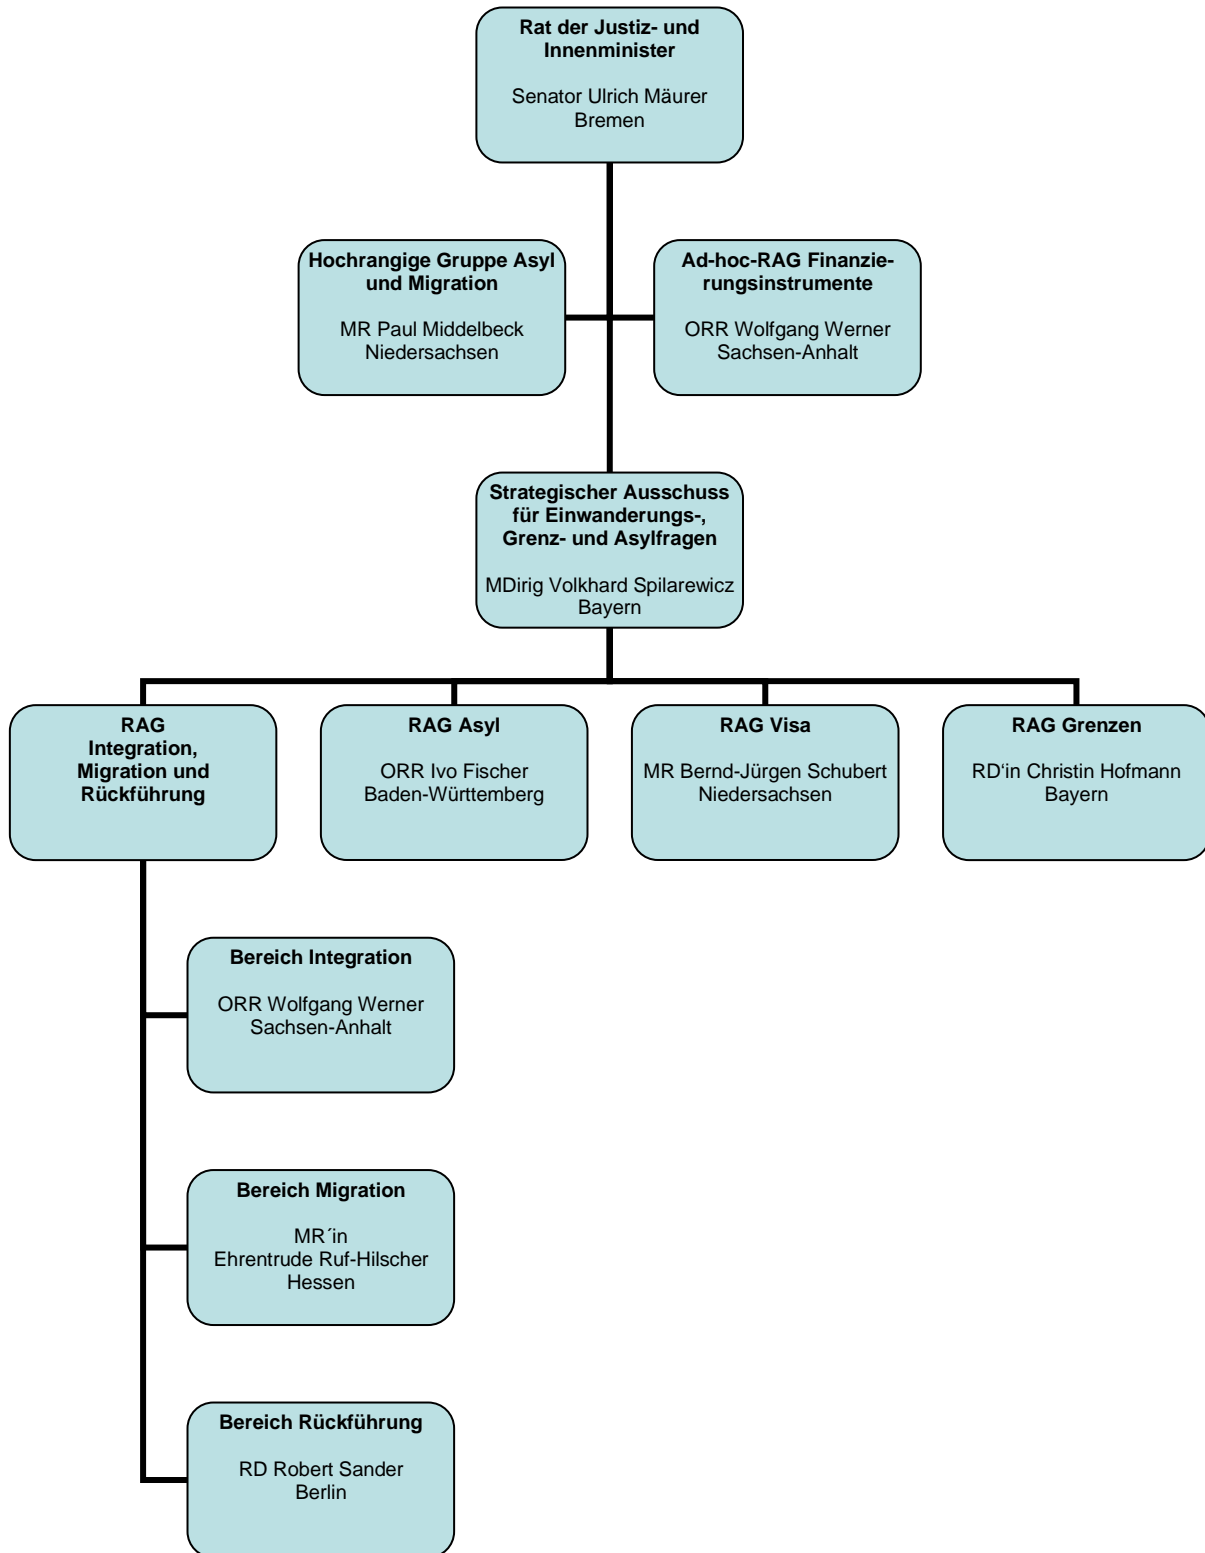 Rat der Justiz- und
Innenminister
Senator Ulrich Mäurer
Bremen
Hochrangige Gruppe Asyl
und Migration
MR Paul Middelbeck
Niedersachsen
Ad-hoc-RAG Finanzie-
rungsinstrumente
ORR Wolfgang Werner
Sachsen-Anhalt
Strategischer Ausschuss
für Einwanderungs-,
Grenz- und Asylfragen
MDirig Volkhard Spilarewicz
Bayern
RAG
Integration,
Migration und
Rückführung
RAG Asyl
ORR Ivo Fischer
Baden-Württemberg
RAG Visa
MR Bernd-Jürgen Schubert
Niedersachsen
RAG Grenzen
RD‘in Christin Hofmann
Bayern
Bereich Integration
ORR Wolfgang Werner
Sachsen-Anhalt
Bereich Migration
MR´in
Ehrentrude Ruf-Hilscher
Hessen
Bereich Rückführung
RD Robert Sander
Berlin